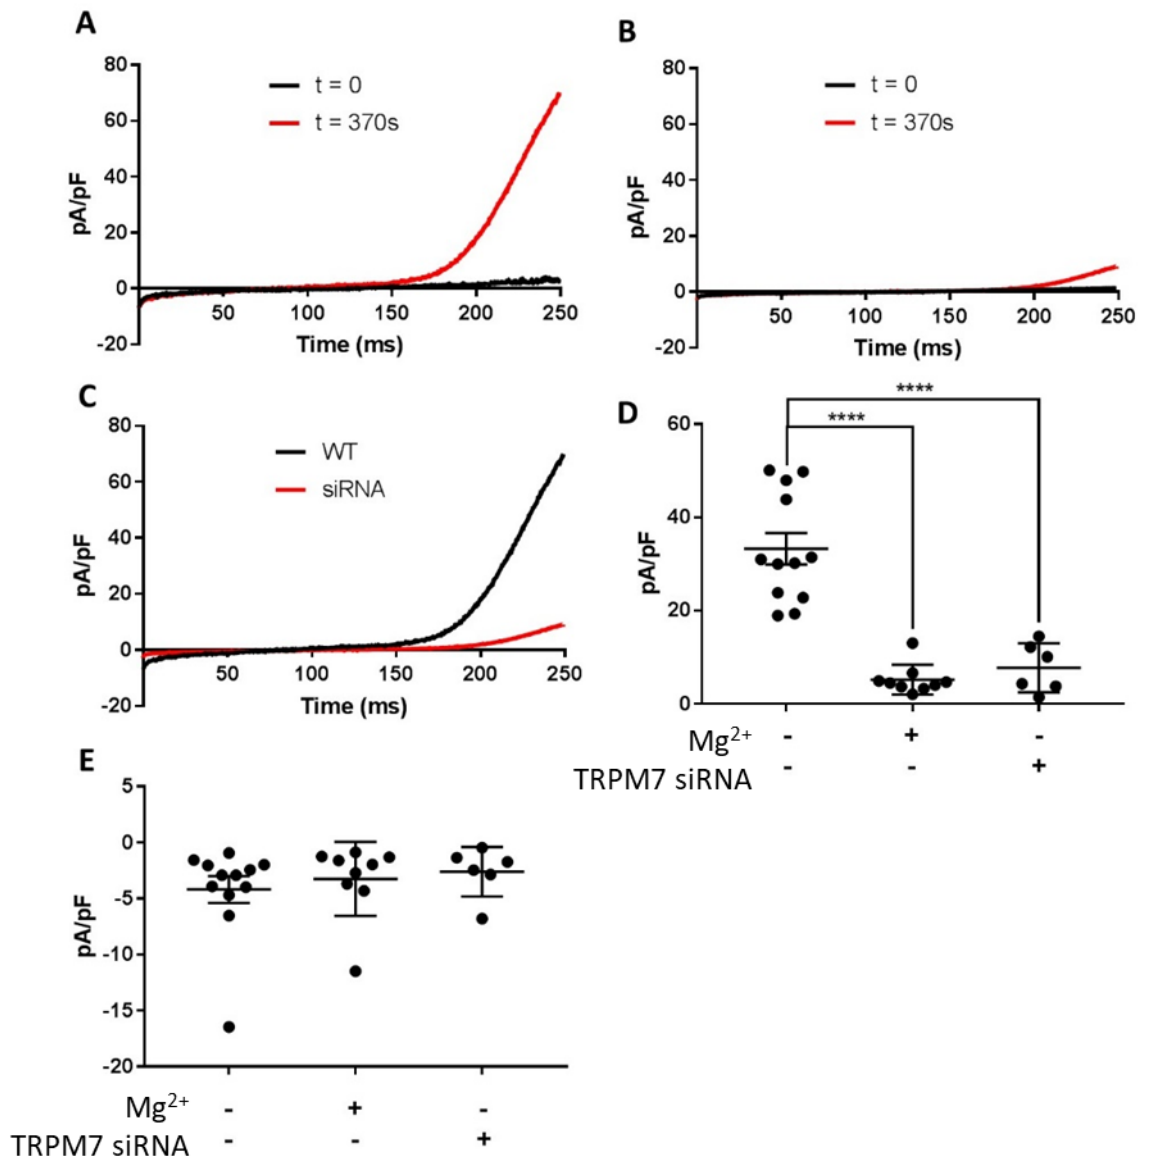 A
80
60
40
20
0
-20
pA/pF
t = 0
t = 370s
50
100
150
200
250
Time (ms)
B
80
60
40
20
0
-20
pA/pF
t = 0
t = 370s
50
100
150
200
250
Time (ms)
C
80
60
40
20
0
-20
pA/pF
WT
siRNA
50
100
150
200
250
Time (ms)
D
60
40
20
0
pA/pF
****
****
Mg²⁺ - + -
TRPM7 siRNA - - +
E
5
0
-5
-10
-15
-20
pA/pF
Mg²⁺ - + -
TRPM7 siRNA - - +